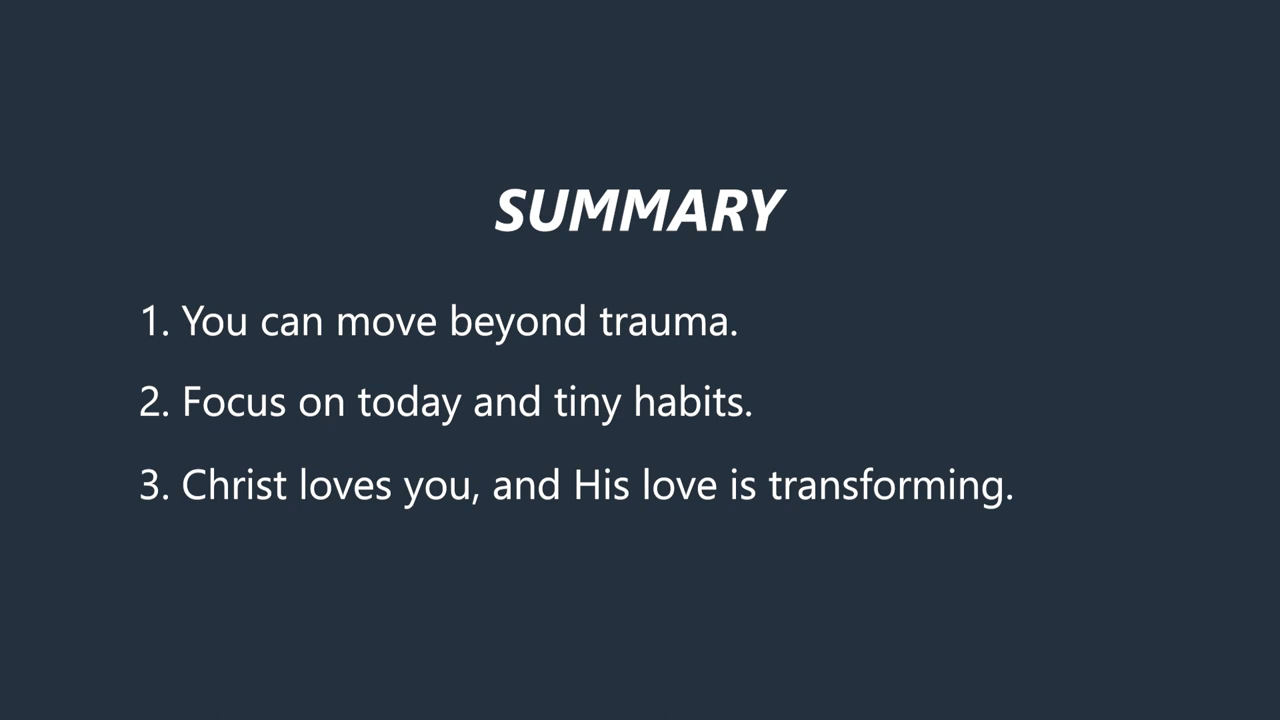 SUMMARY
1. You can move beyond trauma.
2. Focus on today and tiny habits.
3. Christ loves you, and His love is transforming.